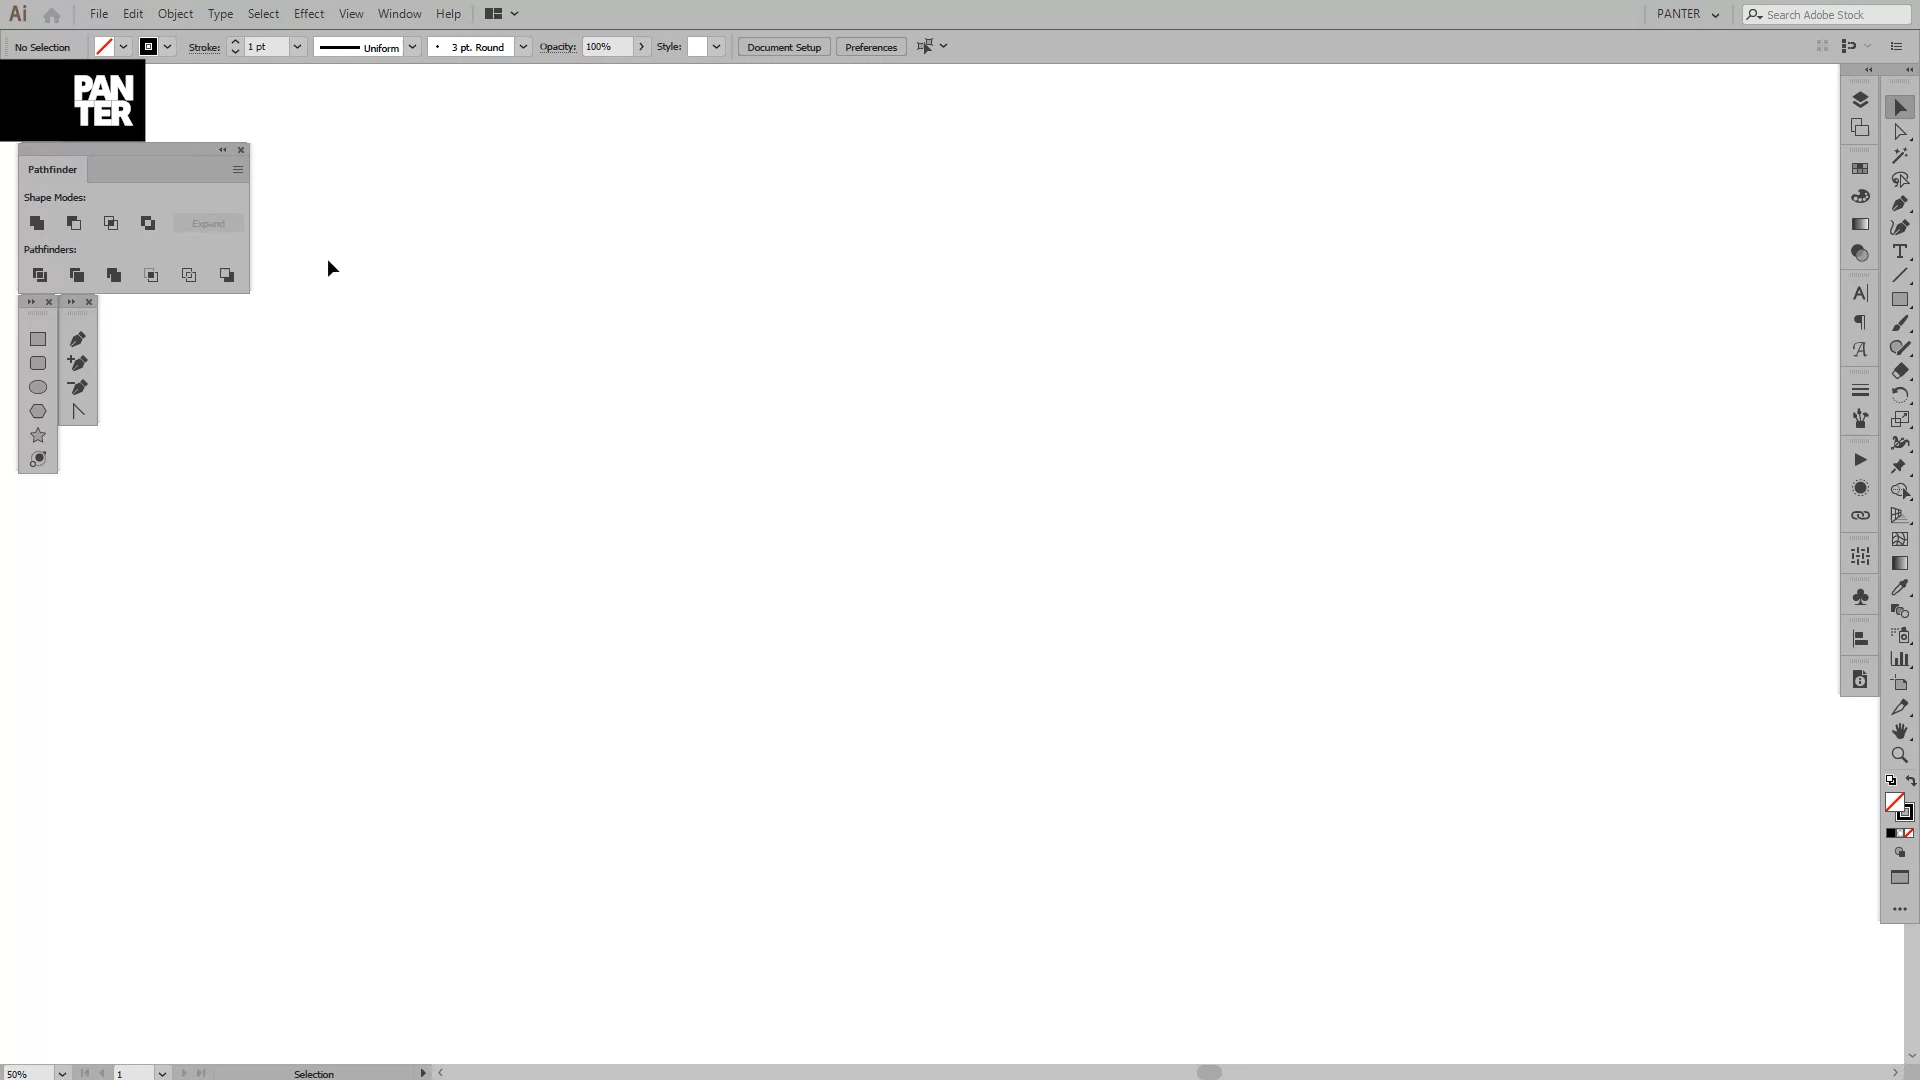 Ai File Edit Object Type Select Effect View Window Help PANTER Search Adobe Stock
No Selection Stroke: 1 pt Uniform 3 pt. Round Opacity: 100% Style: Document Setup Preferences
PAN
TER
Pathfinder
Shape Modes:
Expand
Pathfinders:
50% 1 Selection